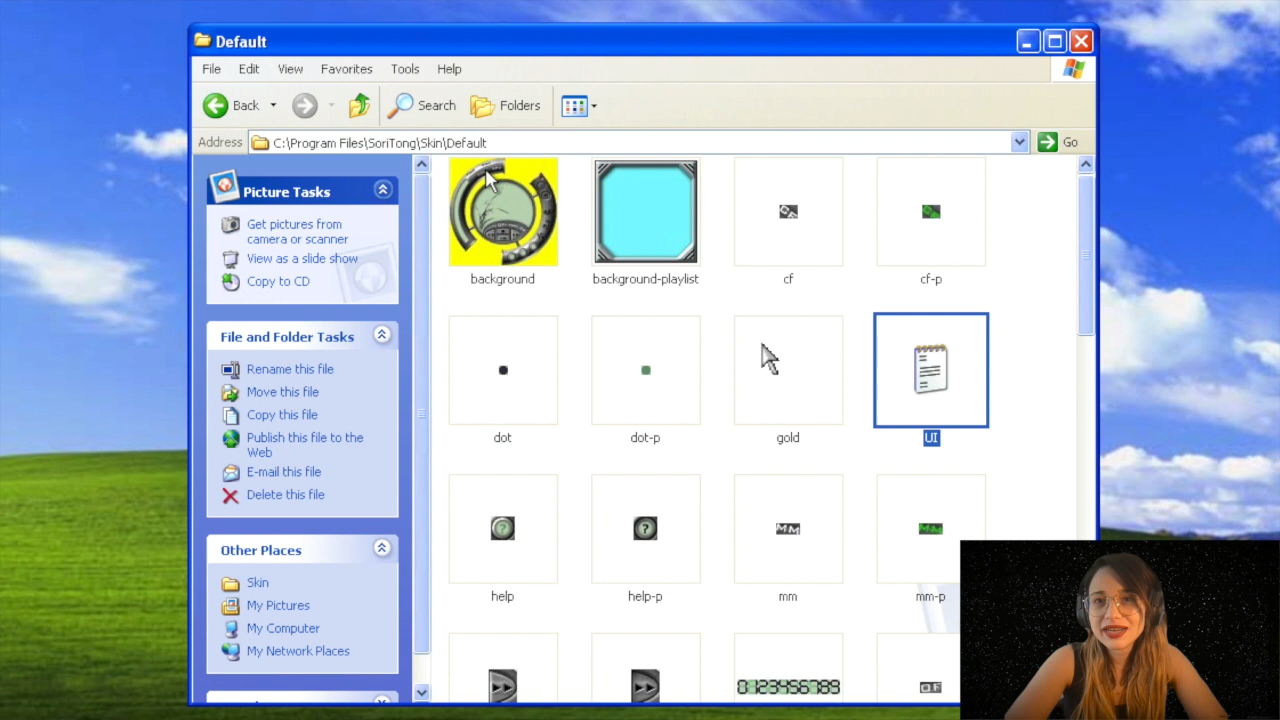 Default
File Edit View Favorites Tools Help
Back Search Folders
Address C:\Program Files\SoriTong\Skin\Default Go
Picture Tasks
Get pictures from
camera or scanner
View as a slide show
Copy to CD
File and Folder Tasks
Rename this file
Move this file
Copy this file
Publish this file to the
Web
E-mail this file
Delete this file
Other Places
Skin
My Pictures
My Computer
My Network Places
background background-playlist cf cf-p
dot dot-p gold UI
?
?
MM
MM
help help-p mm mm-p
0123456789